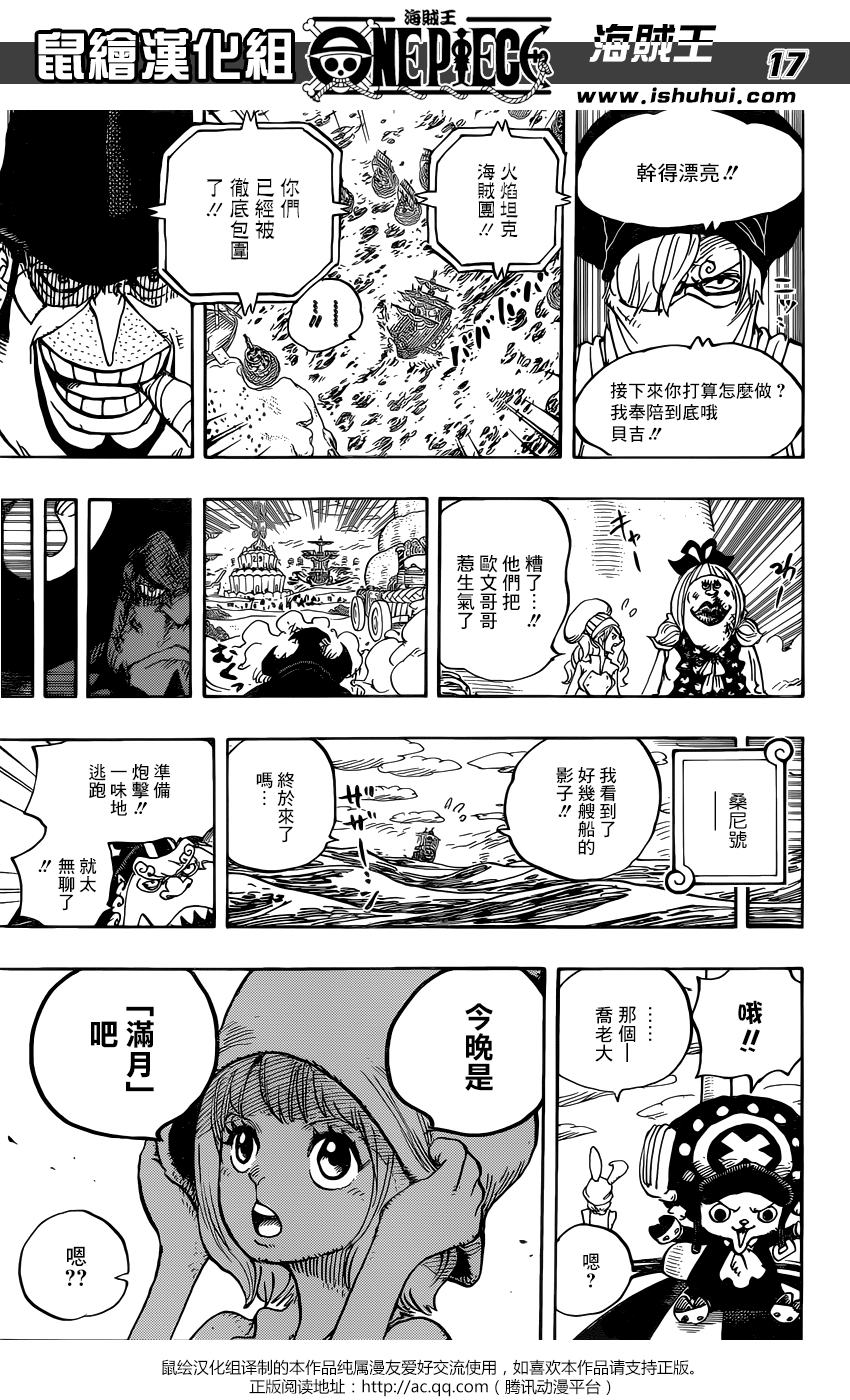 鼠繪漢化組
海賊王
ONE PIECE
海賊王
17
www.ishuhui.com
幹得漂亮!!
接下來你打算怎麼做?
我奉陪到底哦
貝吉!!
火焰坦克
海賊團!!
你們
已經被
徹底包圍
了!!
糟了…!!
他們把
歐文哥哥
惹生氣了
キャー
むくっ
桑尼號
——
我看到了
好幾艘船的
影子!!
終於來了
嗎…
ザザ…
準備
炮擊!!
一味地
逃跑
就太
無聊了
!!
哦!!
……
那個—
喬老大
嗯?
今晚是
「滿月」
吧
嗯??
鼠绘汉化组译制的本作品纯属漫友爱好交流使用，如喜欢本作品请支持正版。
正版阅读地址：http://ac.qq.com（腾讯动漫平台）